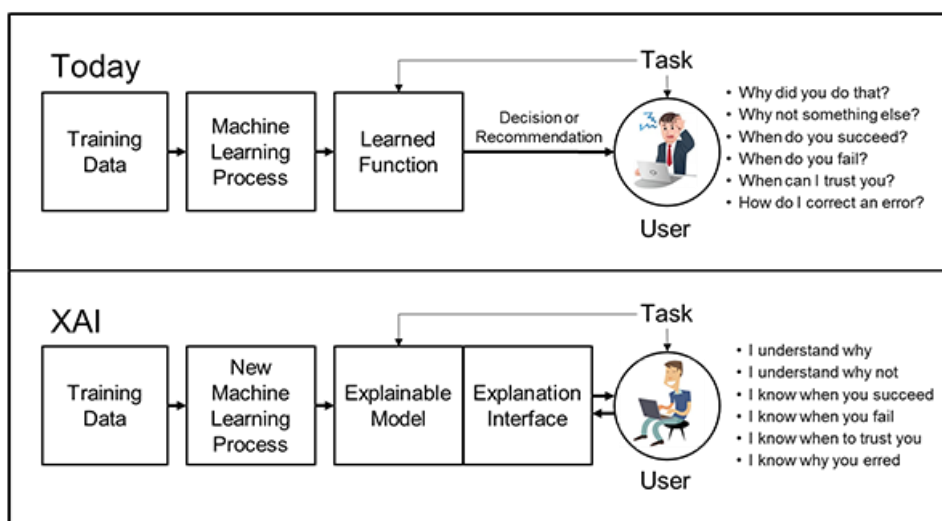 Today
Task
Training
Data
Machine
Learning
Process
Learned
Function
Decision or
Recommendation
User
• Why did you do that?
• Why not something else?
• When do you succeed?
• When do you fail?
• When can I trust you?
• How do I correct an error?
XAI
Task
Training
Data
New
Machine
Learning
Process
Explainable
Model
Explanation
Interface
User
• I understand why
• I understand why not
• I know when you succeed
• I know when you fail
• I know when to trust you
• I know why you erred